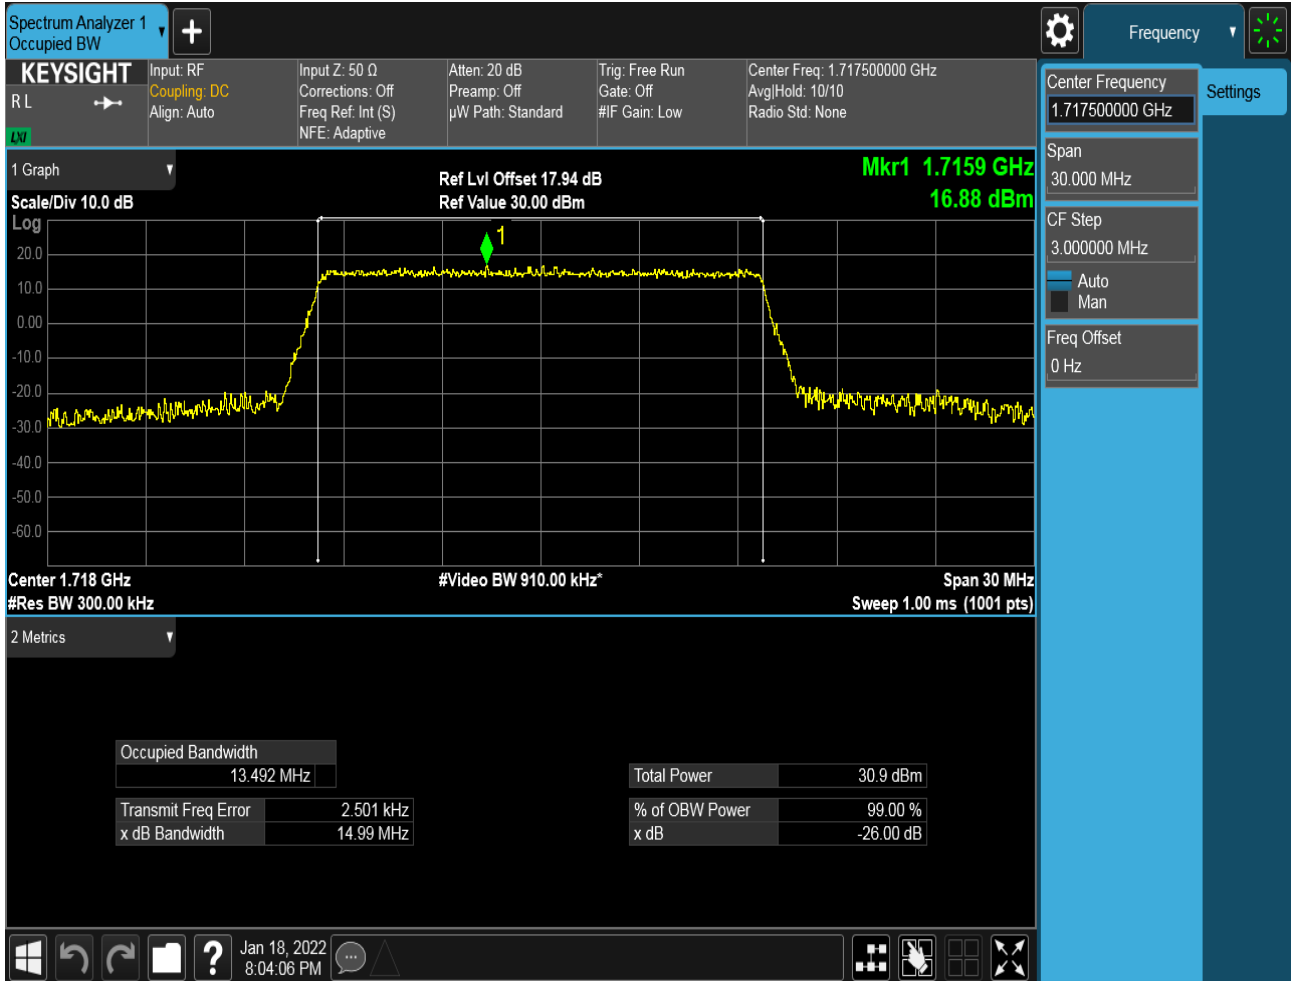 Spectrum Analyzer 1
Occupied BW
Frequency
KEYSIGHT
R L
LXI
Input: RF
Coupling: DC
Align: Auto
Input Z: 50 Ω
Corrections: Off
Freq Ref: Int (S)
NFE: Adaptive
Atten: 20 dB
Preamp: Off
µW Path: Standard
Trig: Free Run
Gate: Off
#IF Gain: Low
Center Freq: 1.717500000 GHz
Avg|Hold: 10/10
Radio Std: None
Center Frequency
1.717500000 GHz
Settings
Span
30.000 MHz
CF Step
3.000000 MHz
Auto
Man
Freq Offset
0 Hz
1 Graph
Scale/Div 10.0 dB
Ref Lvl Offset 17.94 dB
Ref Value 30.00 dBm
Mkr1 1.7159 GHz
16.88 dBm
Log
1
20.0
10.0
0.00
-10.0
-20.0
-30.0
-40.0
-50.0
-60.0
Center 1.718 GHz
#Res BW 300.00 kHz
#Video BW 910.00 kHz*
Span 30 MHz
Sweep 1.00 ms (1001 pts)
2 Metrics
Occupied Bandwidth
13.492 MHz
Transmit Freq Error 2.501 kHz
x dB Bandwidth 14.99 MHz
Total Power 30.9 dBm
% of OBW Power 99.00 %
x dB -26.00 dB
?
Jan 18, 2022
8:04:06 PM